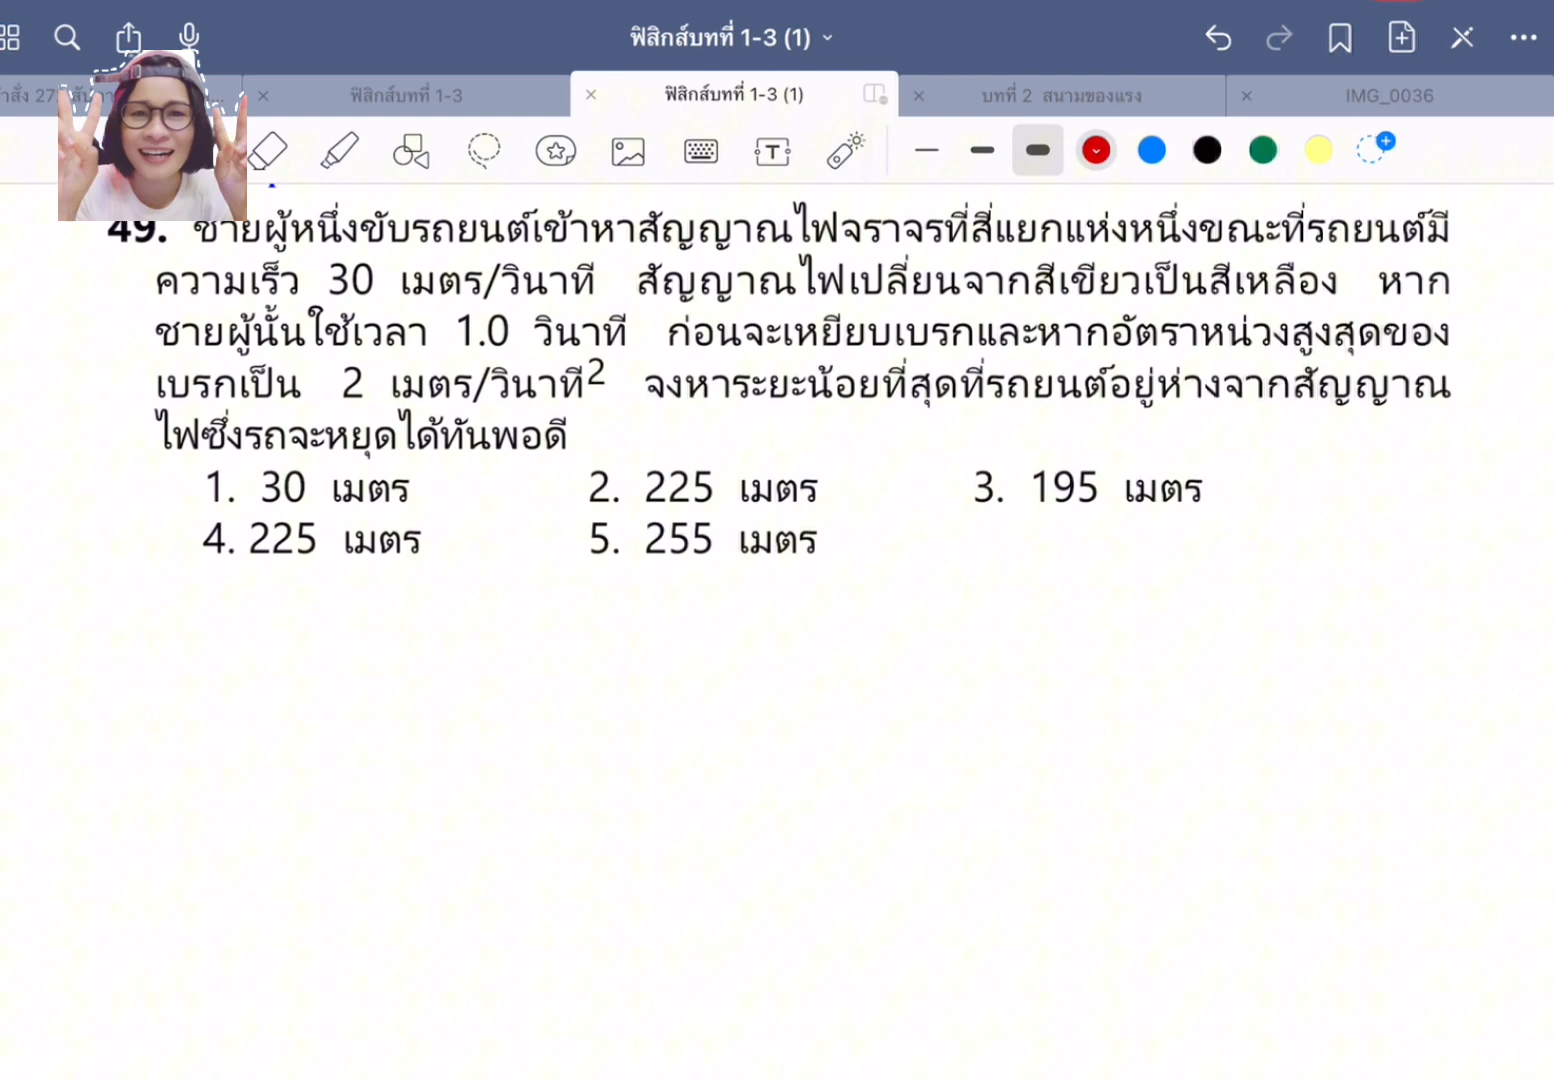 ฟิสิกส์บทที่ 1-3 (1)
ฟิสิกส์บทที่ 1-3
ฟิสิกส์บทที่ 1-3 (1)
บทที่ 2 สนามของแรง
IMG_0036
49. ชายผู้หนึ่งขับรถยนต์เข้าหาสัญญาณไฟจราจรที่สี่แยกแห่งหนึ่งขณะที่รถยนต์มี
ความเร็ว 30 เมตร/วินาที สัญญาณไฟเปลี่ยนจากสีเขียวเป็นสีเหลือง หาก
ชายผู้นั้นใช้เวลา 1.0 วินาที ก่อนจะเหยียบเบรกและหากอัตราหน่วงสูงสุดของ
เบรกเป็น 2 เมตร/วินาที² จงหาระยะน้อยที่สุดที่รถยนต์อยู่ห่างจากสัญญาณ
ไฟซึ่งรถจะหยุดได้ทันพอดี
1. 30 เมตร 2. 225 เมตร 3. 195 เมตร
4. 225 เมตร 5. 255 เมตร